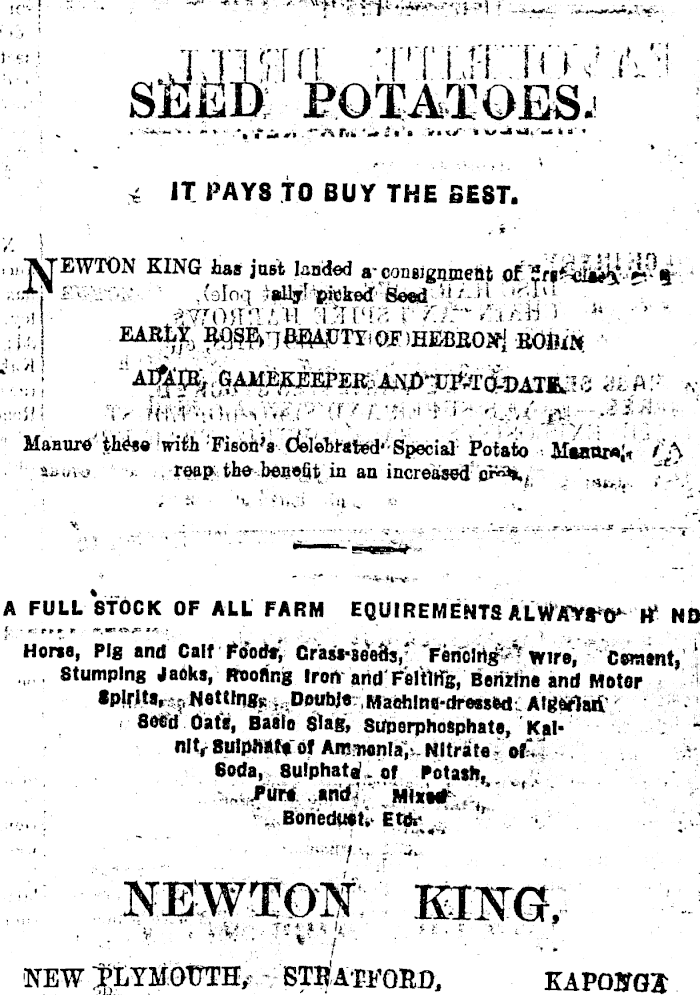 SEED POTATOES.
IT PAYS TO BUY THE BEST.
NEWTON KING has just landed a consignment of
ally picked Seed
EARLY ROSE, BEAUTY OF HEBRON, ROBIN
ADAIR, GAMEKEEPER AND UP-TO-DATE.
Manure these with Fison's Celebrated Special Potato Manure,
reap the benefit in an increased
A FULL STOCK OF ALL FARM EQUIREMENTS ALWAYS O H ND
Horse, Pig and Calf Foods, Grass-seeds, Fencing Wire, Cement,
Stumping Jacks, Roofing Iron and Felting, Benzine and Motor
Spirits, Netting, Double Machine-dressed Algerian
Seed Oats, Basic Slag, Superphosphate, Kai-
nit, Sulphate of Ammonia, Nitrate of
Soda, Sulphate of Potash,
Pure and Mixed
Bonedust, Etc.
NEWTON KING,
NEW PLYMOUTH, STRATFORD, KAPONGA